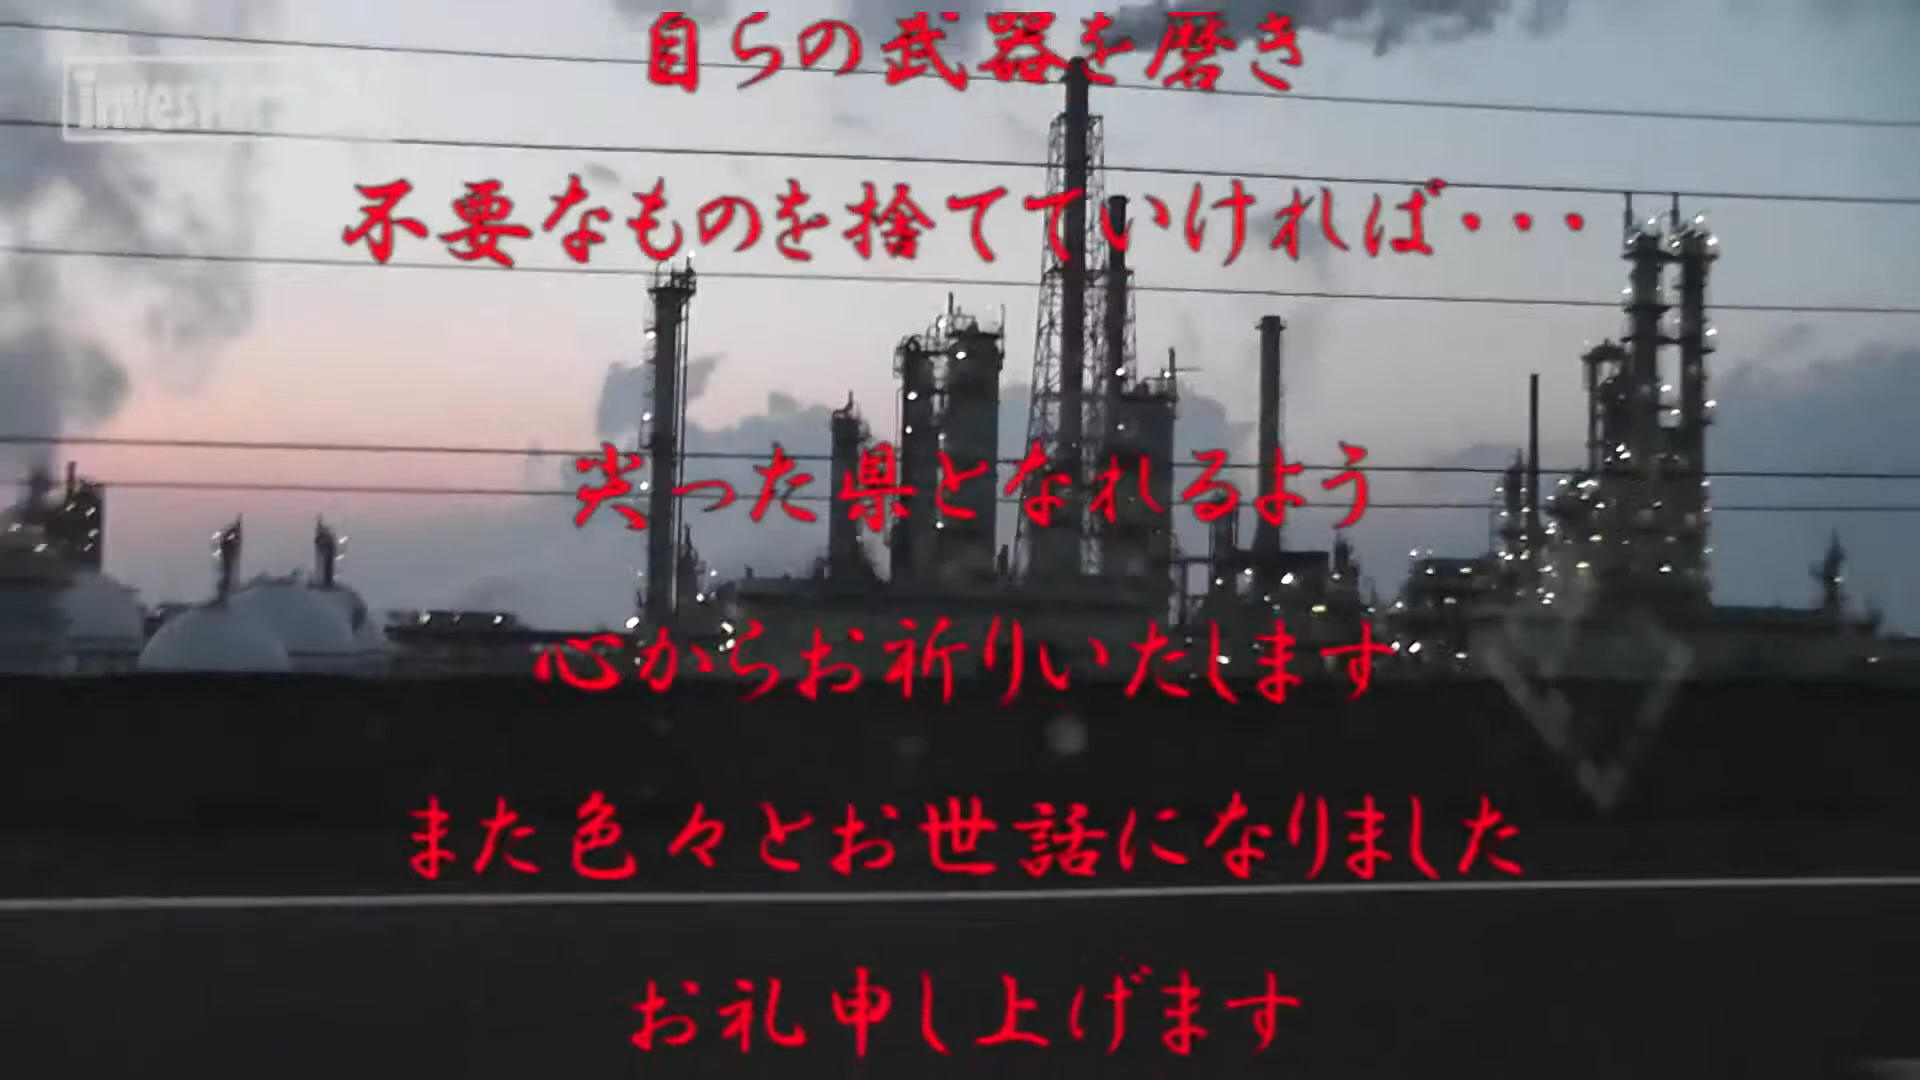 自らの武器を磨き
不要なものを捨てていければ・・・
尖った県となれるよう
心からお祈りいたします
また色々とお世話になりました
お礼申し上げます